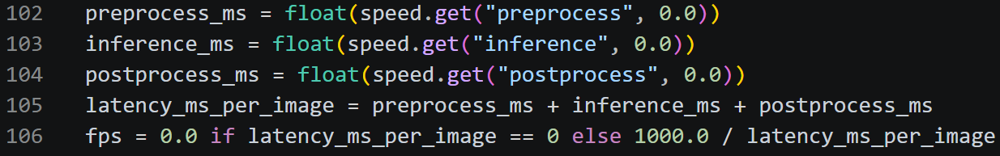 102 preprocess_ms = float(speed.get("preprocess", 0.0))
103 inference_ms = float(speed.get("inference", 0.0))
104 postprocess_ms = float(speed.get("postprocess", 0.0))
105 latency_ms_per_image = preprocess_ms + inference_ms + postprocess_ms
106 fps = 0.0 if latency_ms_per_image == 0 else 1000.0 / latency_ms_per_image